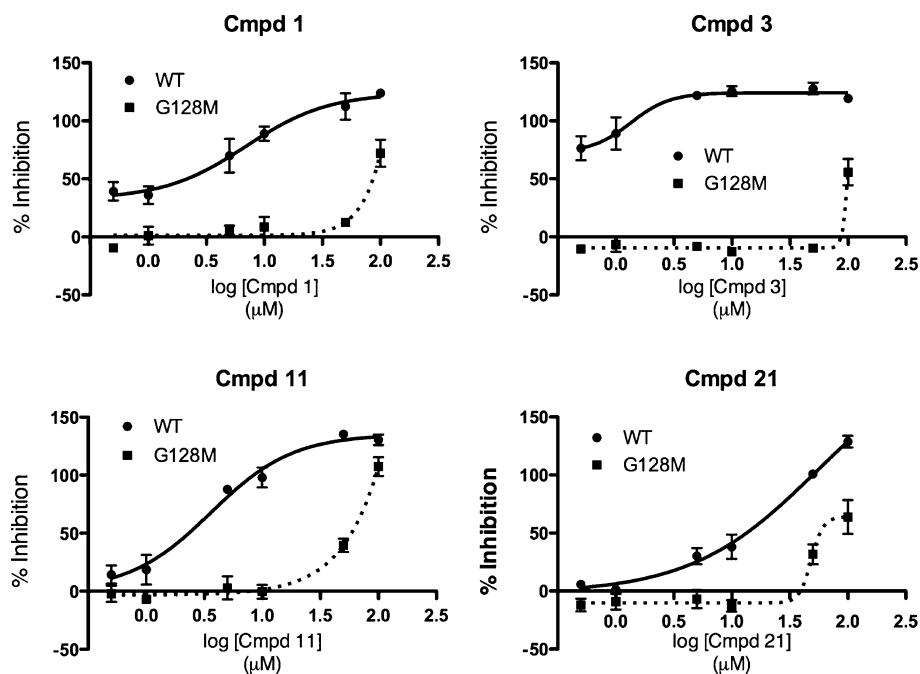 Cmpd 1
150
100
50
0
-50
% Inhibition
WT
G128M
0.0 0.5 1.0 1.5 2.0 2.5
log [Cmpd 1]
(µM)
Cmpd 3
150
100
50
0
-50
% Inhibition
WT
G128M
0.0 0.5 1.0 1.5 2.0 2.5
log [Cmpd 3]
(µM)
Cmpd 11
150
100
50
0
-50
% Inhibition
WT
G128M
0.0 0.5 1.0 1.5 2.0 2.5
log [Cmpd 11]
(µM)
Cmpd 21
150
100
50
0
-50
% Inhibition
WT
G128M
0.0 0.5 1.0 1.5 2.0 2.5
log [Cmpd 21]
(µM)